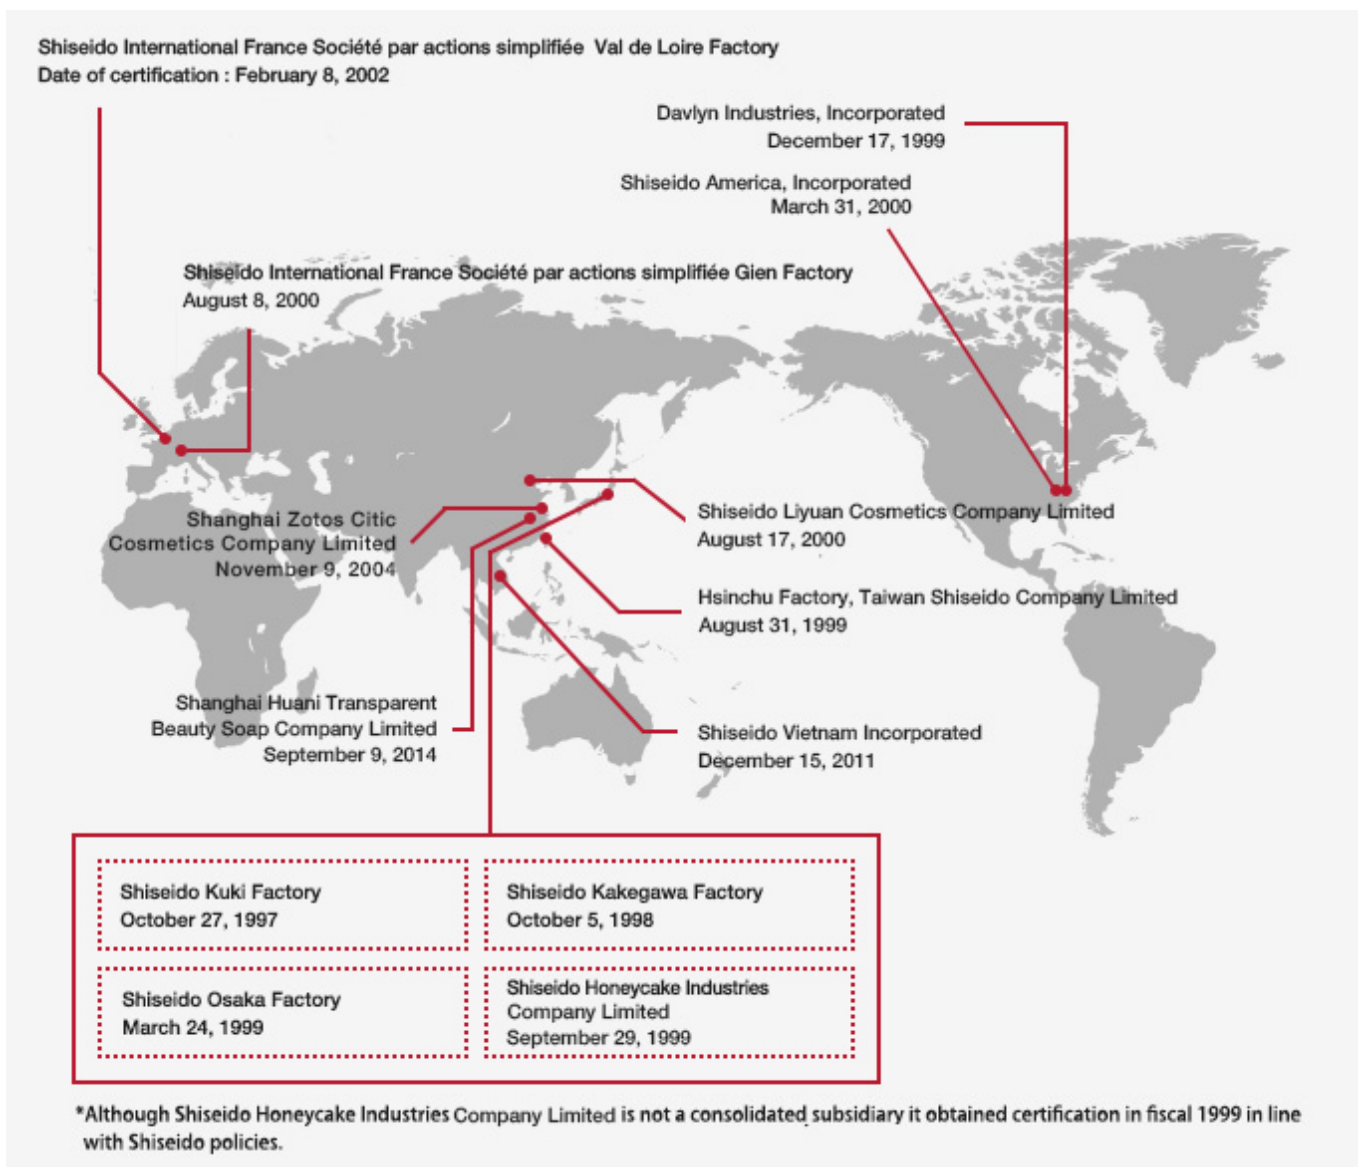 Shiseido International France Société par actions simplifiée  Val de Loire Factory
Date of certification : February 8, 2002
Davlyn Industries, Incorporated
December 17, 1999
Shiseido America, Incorporated
March 31, 2000
Shiseido International France Société par actions simplifiée Gien Factory
August 8, 2000
Shanghai Zotos Citic
Cosmetics Company Limited
November 9, 2004
Shiseido Liyuan Cosmetics Company Limited
August 17, 2000
Hsinchu Factory, Taiwan Shiseido Company Limited
August 31, 1999
Shanghai Huani Transparent
Beauty Soap Company Limited
September 9, 2014
Shiseido Vietnam Incorporated
December 15, 2011
Shiseido Kuki Factory
October 27, 1997
Shiseido Kakegawa Factory
October 5, 1998
Shiseido Osaka Factory
March 24, 1999
Shiseido Honeycake Industries
Company Limited
September 29, 1999
*Although Shiseido Honeycake Industries Company Limited is not a consolidated subsidiary it obtained certification in fiscal 1999 in line
with Shiseido policies.